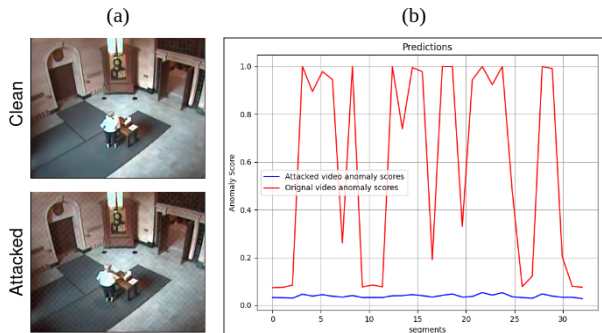 (a)
(b)
Clean
Attacked
Predictions
1.0
0.8
0.6
0.4
0.2
0.0
Anomaly Score
Attacked video anomaly scores
Orignal video anomaly scores
0 5 10 15 20 25 30
segments